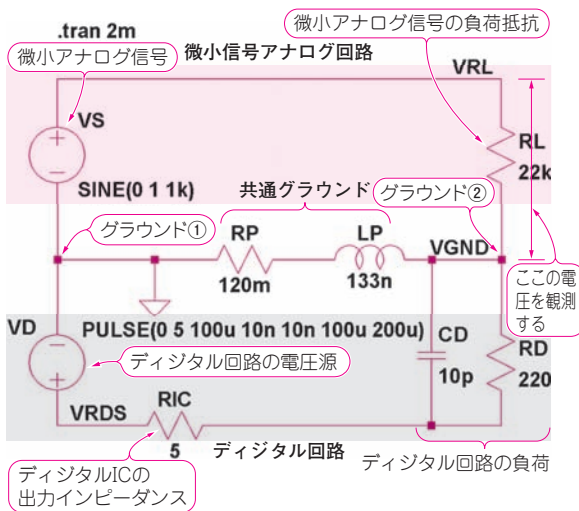 .tran 2m
微小アナログ信号の負荷抵抗
微小アナログ信号
微小信号アナログ回路
VRL
VS
RL
22k
SINE(0 1 1k)
共通グラウンド
グラウンド②
グラウンド①
RP
LP
VGND
120m
133n
ここの電
圧を観測
する
VD
PULSE(0 5 100u 10n 10n 100u 200u)
CD
RD
ディジタル回路の電圧源
10p
220
VRDS
RIC
5
ディジタル回路
ディジタル回路の負荷
ディジタルICの
出力インピーダンス